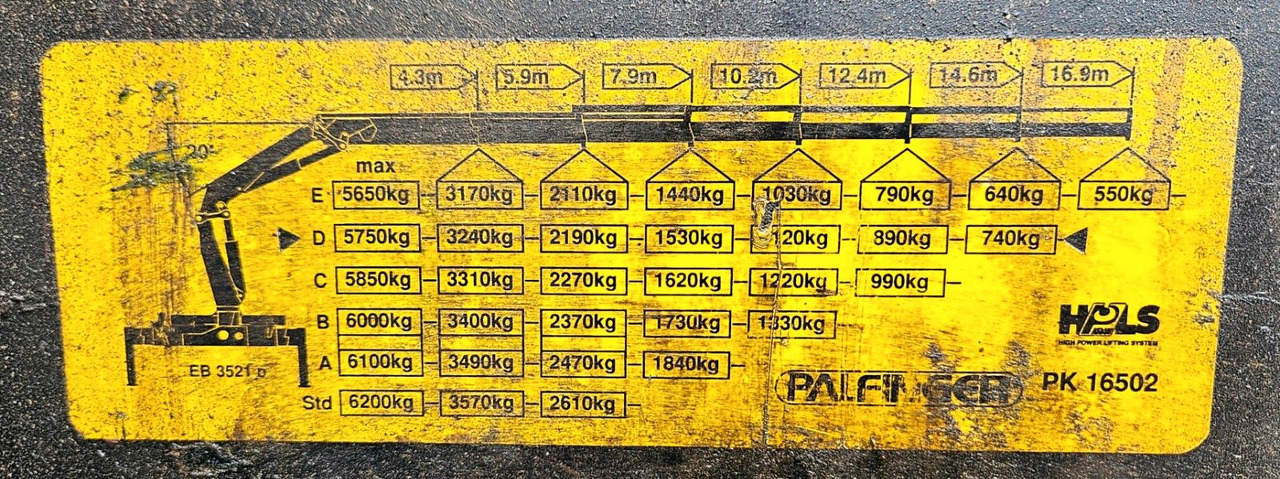 4.3m 5.9m 7.9m 12.4m 14.6m 16.9m
20°
max
E 5650kg 3170kg 2110kg 1440kg 1030kg 790kg 640kg 550kg
D 5750kg 3240kg 2190kg 1530kg 890kg 740kg
C 5850kg 3310kg 2270kg 1620kg 1220kg 990kg
B 6000kg 3400kg 2370kg 1730kg 1330kg
HPLS
HIGH POWER LIFTING SYSTEM
A 6100kg 3490kg 2470kg 1840kg
EB 3521 b
PALFINGER PK 16502
Std 6200kg 3570kg 2610kg